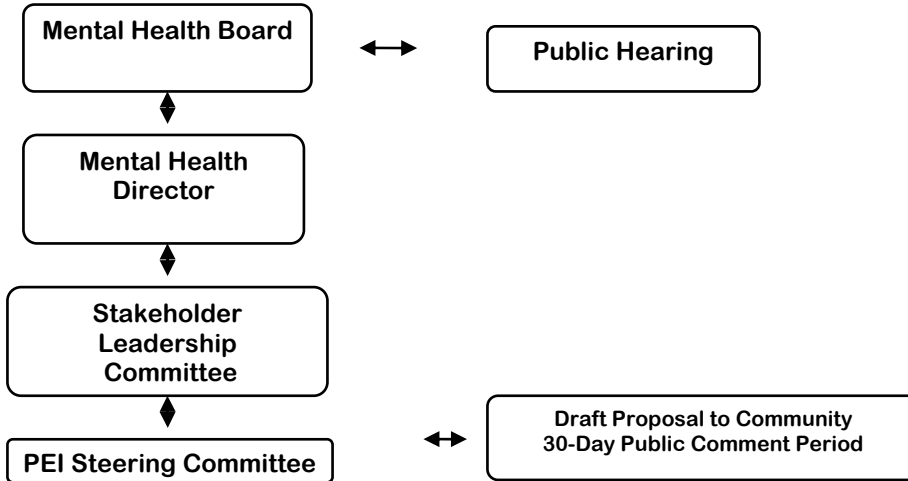 Mental Health Board
Public Hearing
Mental Health
Director
Stakeholder
Leadership
Committee
Draft Proposal to Community
30-Day Public Comment Period
PEI Steering Committee